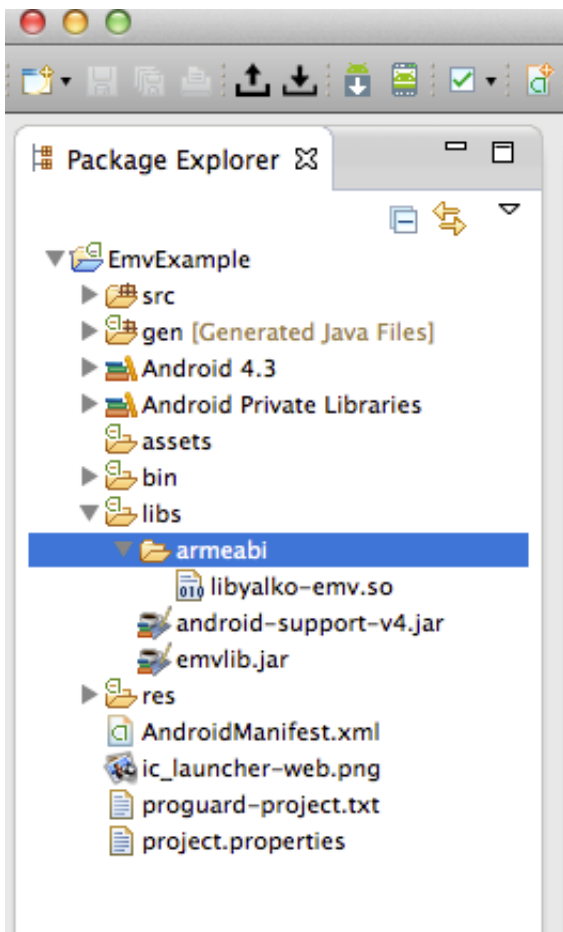 Package Explorer
EmvExample
src
gen [Generated Java Files]
Android 4.3
Android Private Libraries
assets
bin
libs
armeabi
010 libyalko-emv.so
android-support-v4.jar
emvlib.jar
res
AndroidManifest.xml
ic_launcher-web.png
proguard-project.txt
project.properties